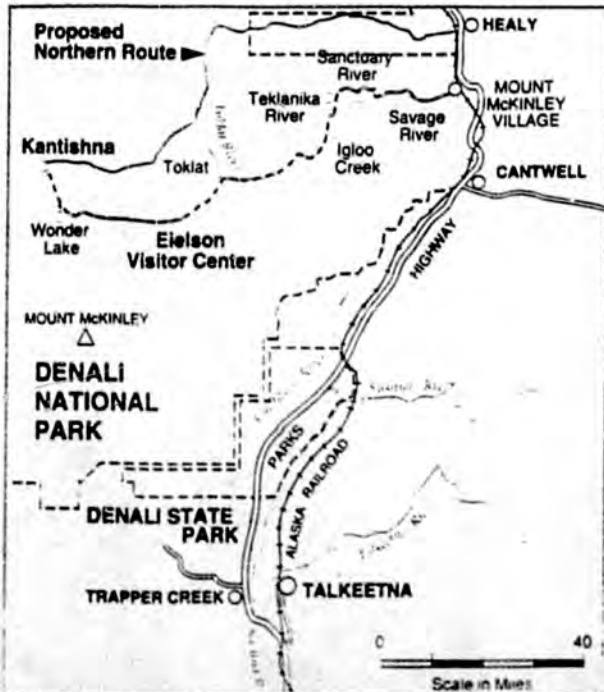 Proposed
Northern Route
HEALY
Sanctuary
River
Teklanika
River
Savage
River
MOUNT
McKINLEY
VILLAGE
Kantishna
Toklat
Igloo
Creek
CANTWELL
Wonder
Lake
Eielson
Visitor Center
HIGHWAY
MOUNT McKINLEY
DENALI
NATIONAL
PARK
PARKS
ALASKA RAILROAD
DENALI STATE
PARK
TRAPPER CREEK
TALKEETNA
0 40
Scale in Miles